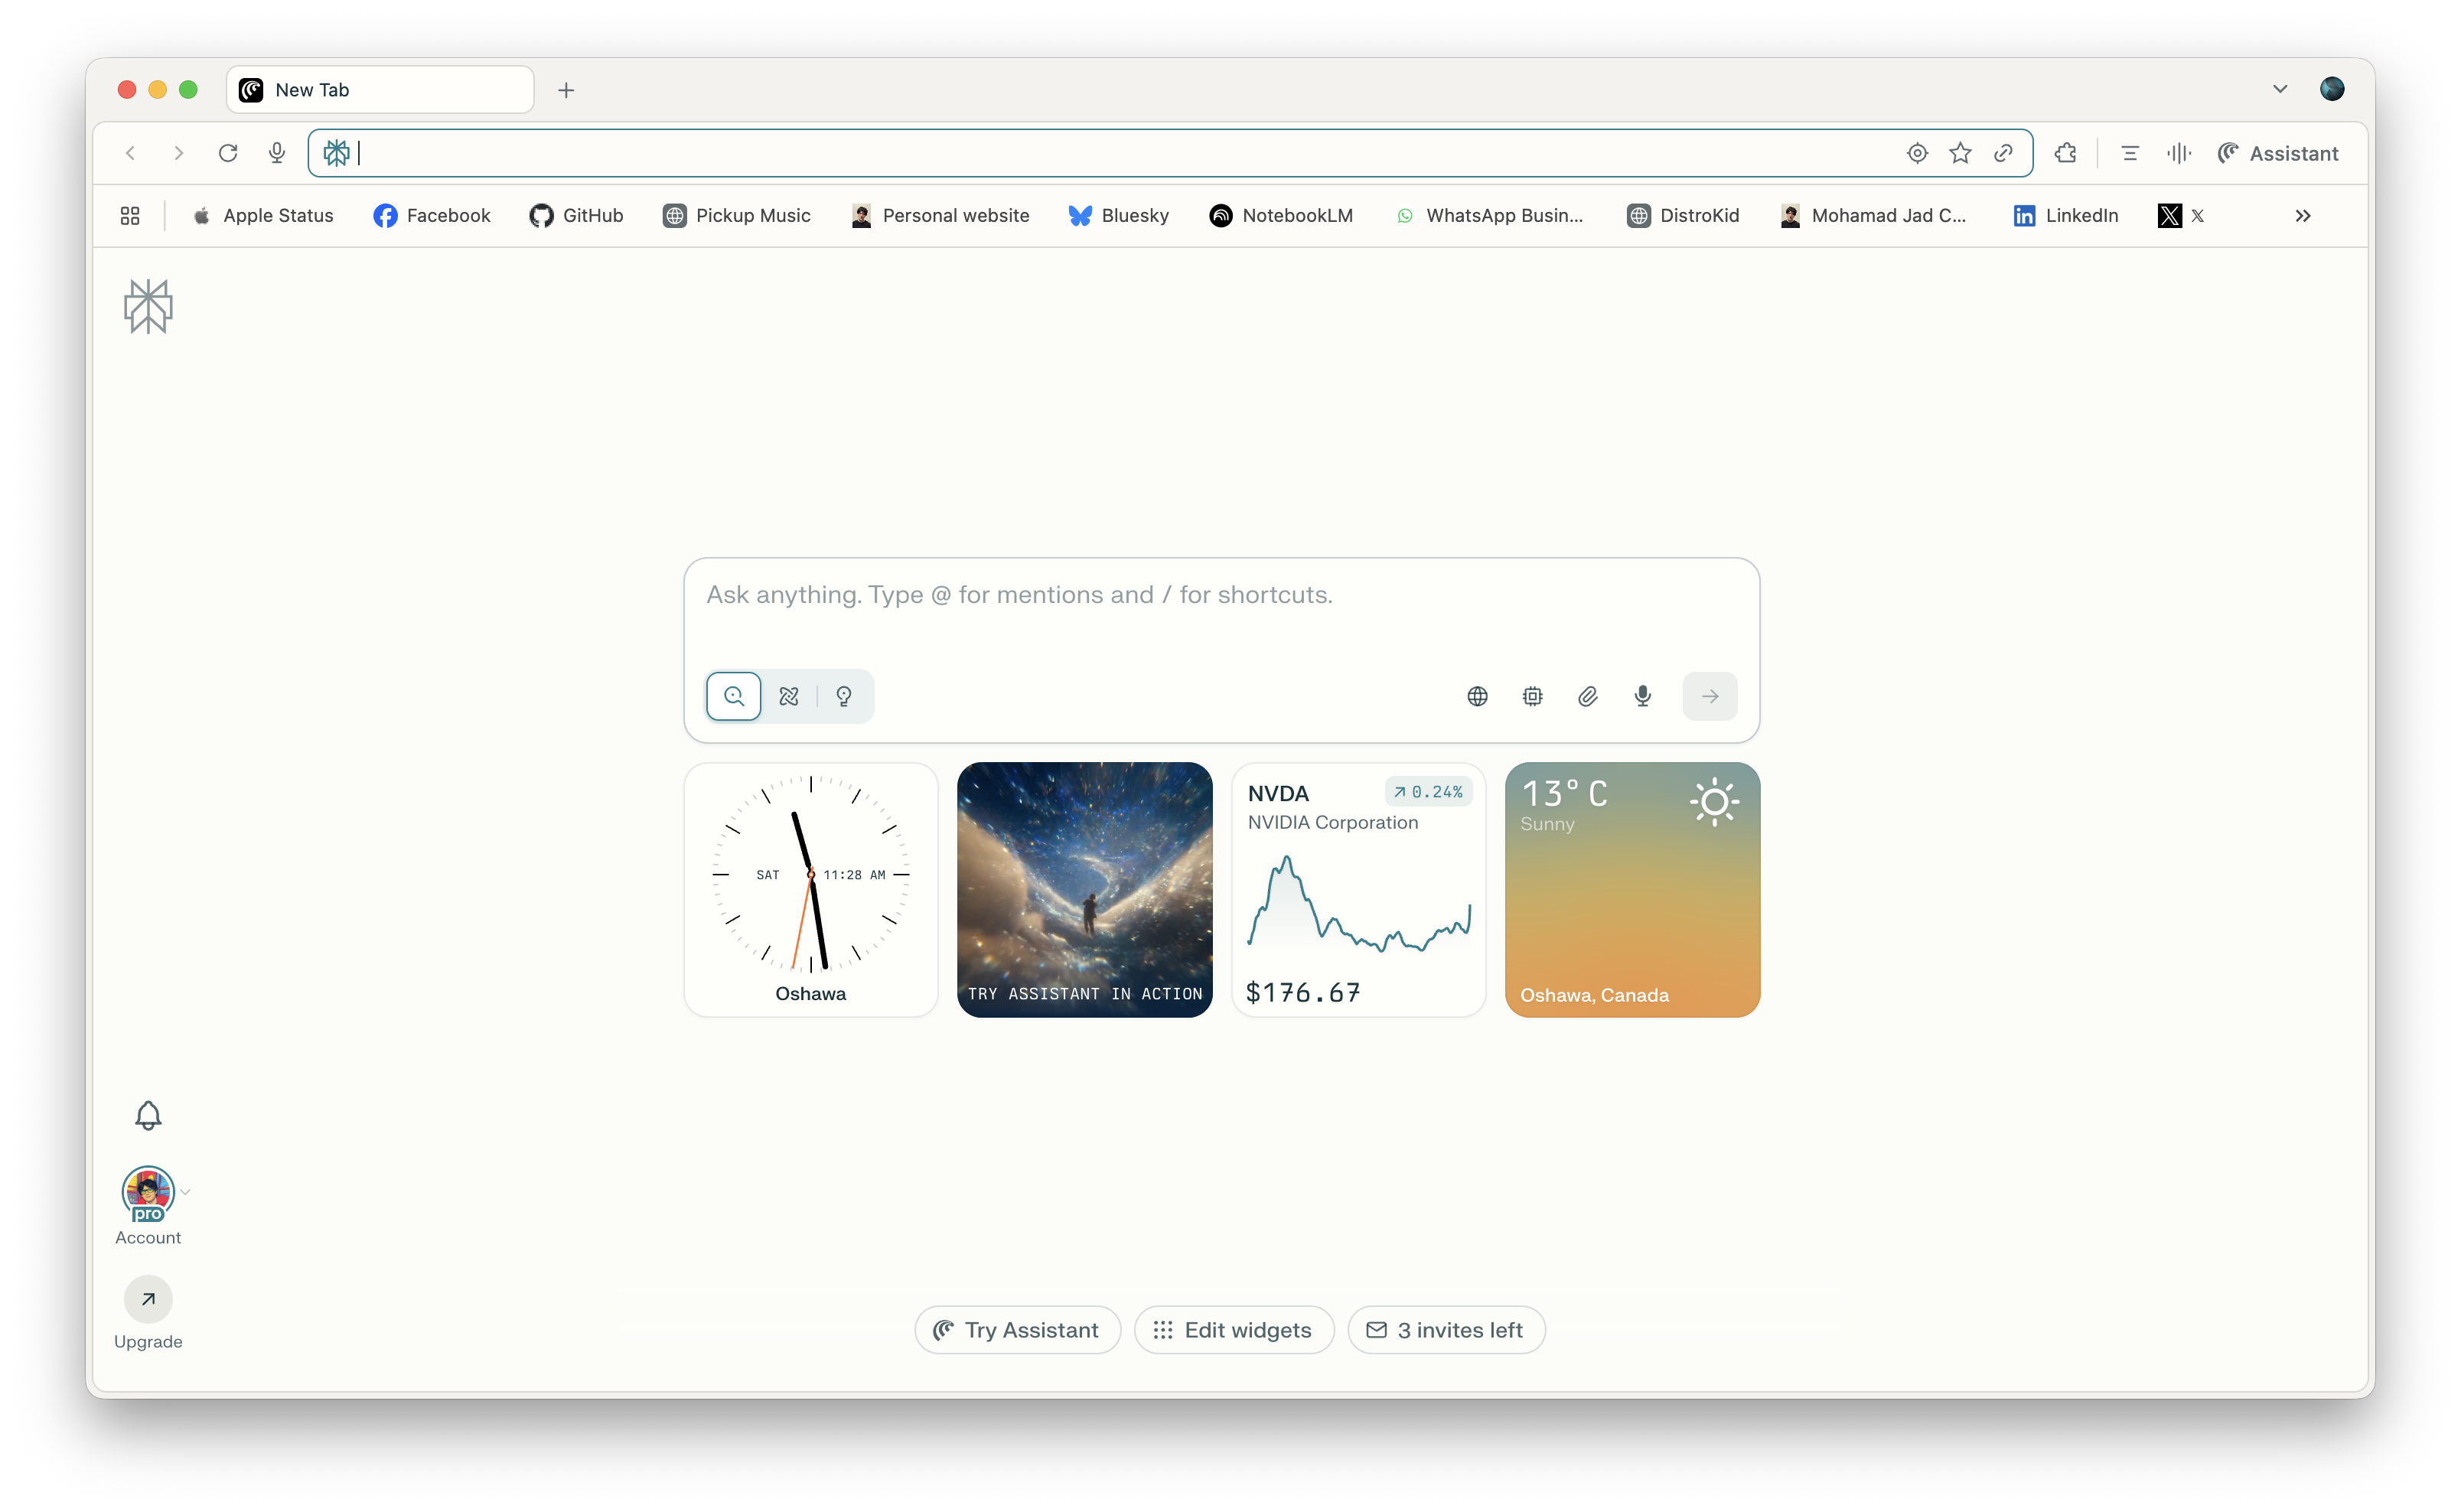 New Tab
Assistant
Apple Status
Facebook
GitHub
Pickup Music
Personal website
Bluesky
NotebookLM
WhatsApp Busin...
DistroKid
Mohamad Jad C...
LinkedIn
X
Ask anything. Type @ for mentions and / for shortcuts.
SAT
11:28 AM
Oshawa
TRY ASSISTANT IN ACTION
NVDA
0.24%
NVIDIA Corporation
$176.67
13° C
Sunny
Oshawa, Canada
pro
Account
Upgrade
Try Assistant
Edit widgets
3 invites left